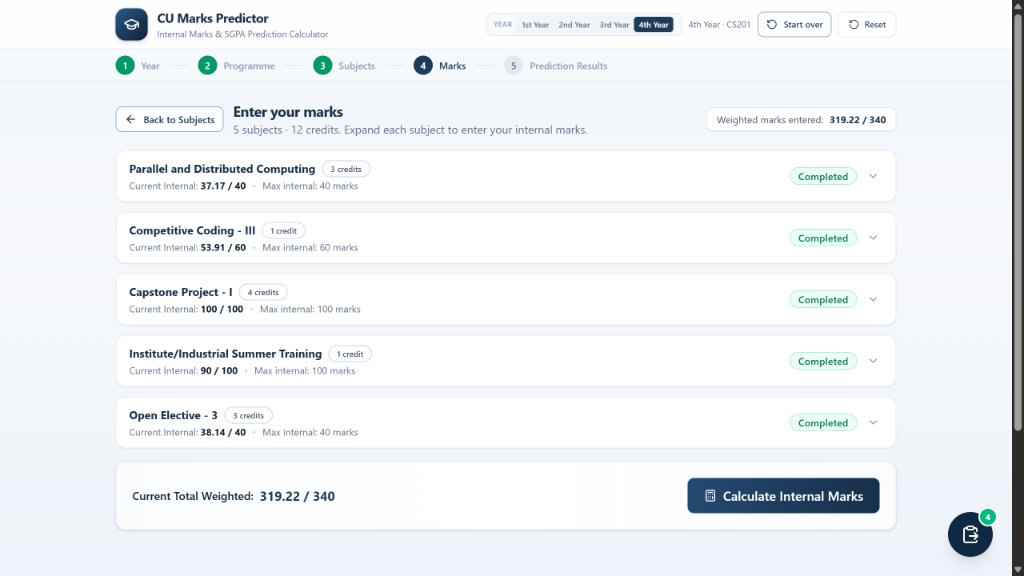 CU Marks Predictor
Internal Marks & SGPA Prediction Calculator
YEAR 1st Year 2nd Year 3rd Year 4th Year
4th Year · CS201
Start over
Reset
1 Year
2 Programme
3 Subjects
4 Marks
5 Prediction Results
Back to Subjects
Enter your marks
5 subjects · 12 credits. Expand each subject to enter your internal marks.
Weighted marks entered: 319.22 / 340
Parallel and Distributed Computing 3 credits
Current Internal: 37.17 / 40 · Max internal: 40 marks
Completed
Competitive Coding - III 1 credit
Current Internal: 53.91 / 60 · Max internal: 60 marks
Completed
Capstone Project - I 4 credits
Current Internal: 100 / 100 · Max internal: 100 marks
Completed
Institute/Industrial Summer Training 1 credit
Current Internal: 90 / 100 · Max internal: 100 marks
Completed
Open Elective - 3 3 credits
Current Internal: 38.14 / 40 · Max internal: 40 marks
Completed
Current Total Weighted: 319.22 / 340
Calculate Internal Marks
4